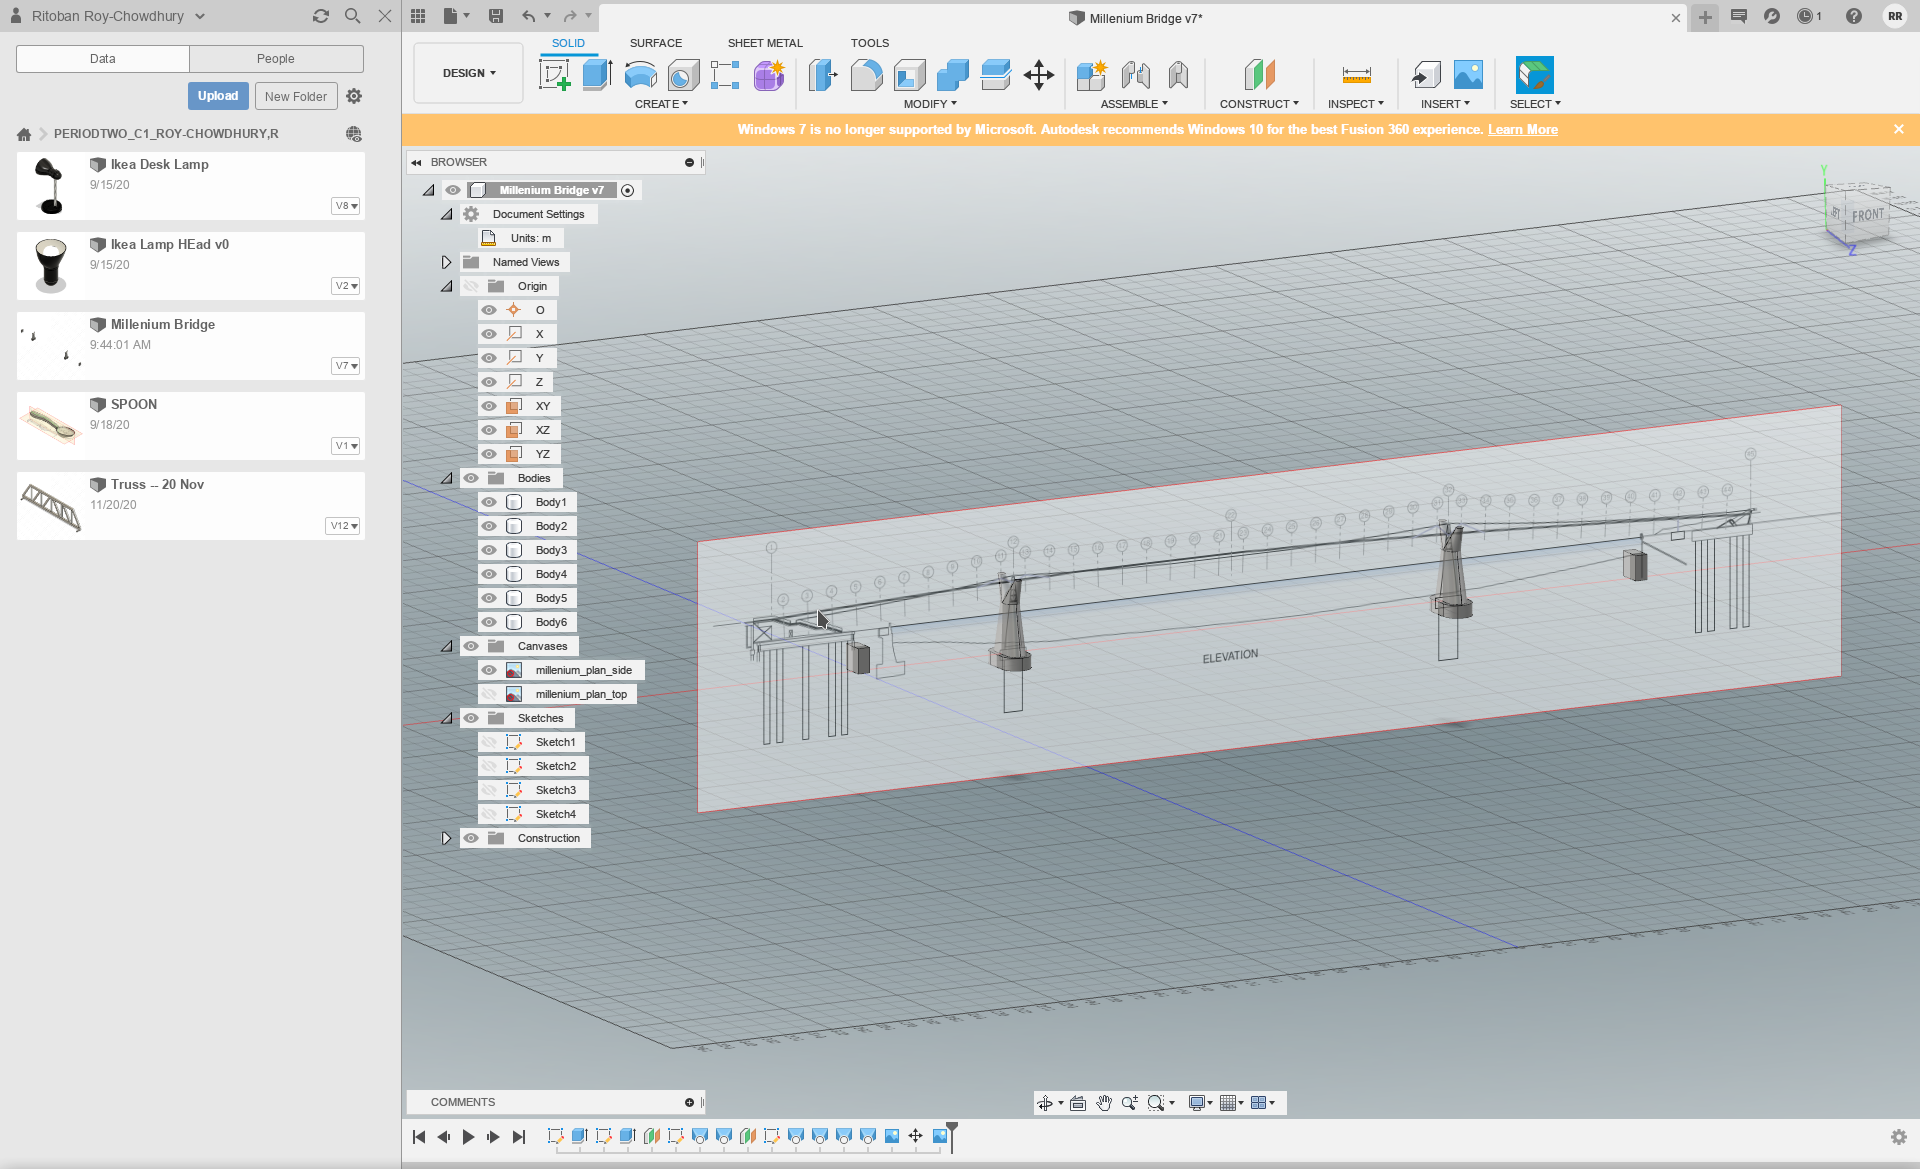 Ritoban Roy-Chowdhury
Data
People
Upload
New Folder
PERIODTWO_C1_ROY-CHOWDHURY,R
Ikea Desk Lamp
9/15/20
V8
Ikea Lamp HEad v0
9/15/20
V2
Millenium Bridge
9:44:01 AM
V7
SPOON
9/18/20
V1
Truss -- 20 Nov
11/20/20
V12
Millenium Bridge v7*
1
RR
DESIGN
SOLID
SURFACE
SHEET METAL
TOOLS
CREATE
MODIFY
ASSEMBLE
CONSTRUCT
INSPECT
INSERT
SELECT
Windows 7 is no longer supported by Microsoft. Autodesk recommends Windows 10 for the best Fusion 360 experience. Learn More
BROWSER
Millenium Bridge v7
Document Settings
Units: m
Named Views
Origin
O
X
Y
Z
XY
XZ
YZ
Bodies
Body1
Body2
Body3
Body4
Body5
Body6
Canvases
millenium_plan_side
millenium_plan_top
Sketches
Sketch1
Sketch2
Sketch3
Sketch4
Construction
Y
FRONT
Z
ELEVATION
COMMENTS